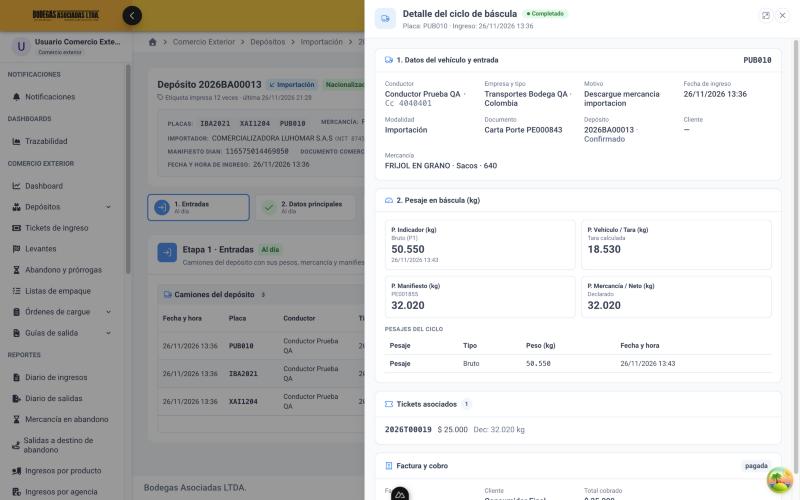 BODEGAS ASOCIADAS LTDA.
U
Usuario Comercio Exte...
Comercio exterior
NOTIFICACIONES
Notificaciones
DASHBOARDS
Trazabilidad
COMERCIO EXTERIOR
Dashboard
Depósitos
Tickets de ingreso
Levantes
Abandono y prórrogas
Listas de empaque
Órdenes de cargue
Guías de salida
REPORTES
Diario de ingresos
Diario de salidas
Mercancía en abandono
Salidas a destino de
abandono
Ingresos por producto
Ingresos por agencia
Comercio Exterior > Depósitos > Importación >
Depósito 2026BA00013 Importación Nacionalizac
Etiqueta impresa 12 veces · última 26/11/2026 21:28
PLACAS: IBA2021 XAI1204 PUB010 MERCANCÍA: F
IMPORTADOR: COMERCIALIZADORA LUHOMAR S.A.S
MANIFIESTO DIAN: 116575014469850 DOCUMENTO COMERC
FECHA Y HORA DE INGRESO: 26/11/2026 13:36
1. Entradas
Al día
2. Datos principales
Al día
Etapa 1 · Entradas Al día
Camiones del depósito con sus pesos, mercancía y manifies
Camiones del depósito 3
Fecha y hora Placa Conductor
26/11/2026 13:36 PUB010 Conductor Prueba QA
26/11/2026 13:36 IBA2021 Conductor Prueba QA
26/11/2026 13:36 XAI1204 Conductor Prueba QA
Bodegas Asociadas LTDA.
Detalle del ciclo de báscula Completado
Placa: PUB010 · Ingreso: 26/11/2026 13:36
1. Datos del vehículo y entrada PUB010
Conductor
Conductor Prueba QA ·
Cc 4040401
Empresa y tipo
Transportes Bodega QA ·
Colombia
Motivo
Descargue mercancia
importacion
Fecha de ingreso
26/11/2026 13:36
Modalidad
Importación
Documento
Carta Porte PE000843
Depósito
2026BA00013 ·
Confirmado
Cliente
—
Mercancía
FRIJOL EN GRANO · Sacos · 640
2. Pesaje en báscula (kg)
P. Indicador (kg)
Bruto (P1)
50.550
26/11/2026 13:43
P. Vehículo / Tara (kg)
Tara calculada
18.530
P. Manifiesto (kg)
PE001855
32.020
P. Mercancía / Neto (kg)
Declarado
32.020
PESAJES DEL CICLO
Pesaje Tipo Peso (kg) Fecha y hora
Pesaje Bruto 50.550 26/11/2026 13:43
Tickets asociados 1
2026T00019 $ 25.000 Dec: 32.020 kg
Factura y cobro pagada
Cliente
Total cobrado